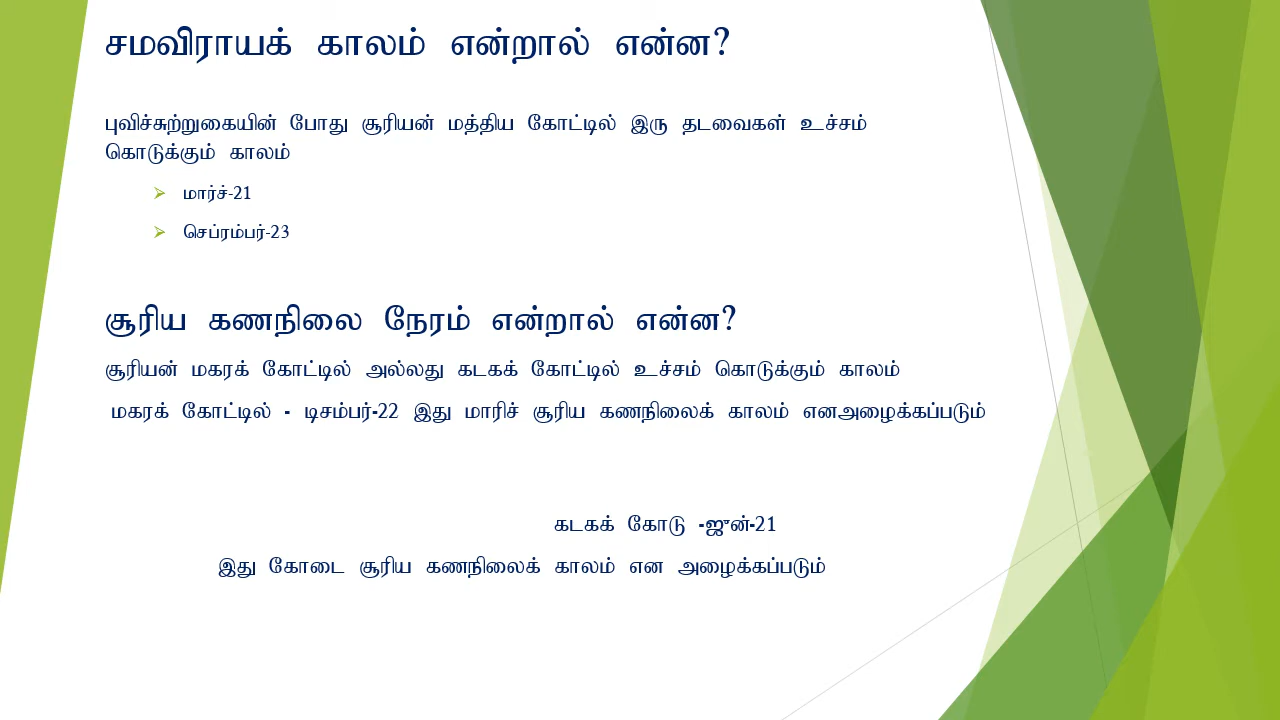 சமவிராயக் காலம் என்றால் என்ன?
புவிச்சுற்றுகையின் போது சூரியன் மத்திய கோட்டில் இரு தடவைகள் உச்சம்
கொடுக்கும் காலம்
➢ மார்ச்-21
➢ செப்ரம்பர்-23
சூரிய கணநிலை நேரம் என்றால் என்ன?
சூரியன் மகரக் கோட்டில் அல்லது கடகக் கோட்டில் உச்சம் கொடுக்கும் காலம்
மகரக் கோட்டில் - டிசம்பர்-22 இது மாரிச் சூரிய கணநிலைக் காலம் எனஅழைக்கப்படும்
கடகக் கோடு -ஜுன்-21
இது கோடை சூரிய கணநிலைக் காலம் என அழைக்கப்படும்